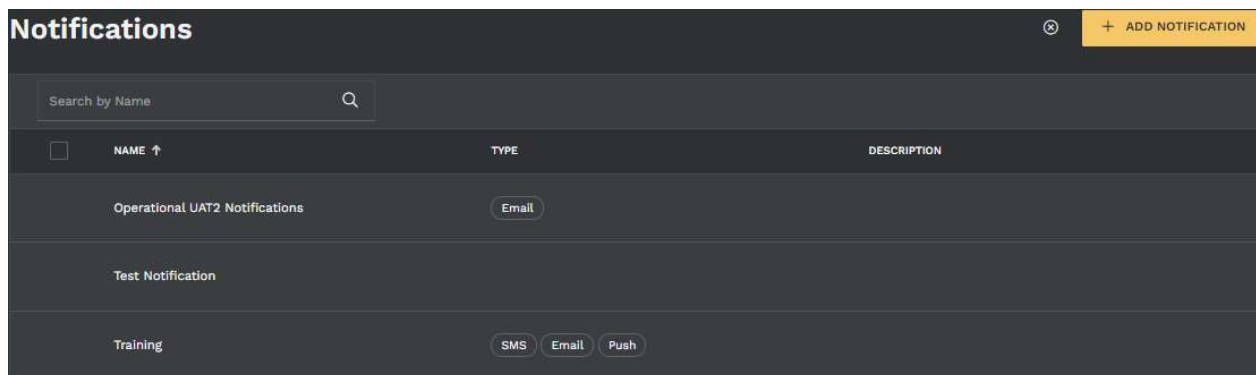 Notifications
+ ADD NOTIFICATION
Search by Name
NAME ↑ TYPE DESCRIPTION
Operational UAT2 Notifications Email
Test Notification
Training SMS Email Push